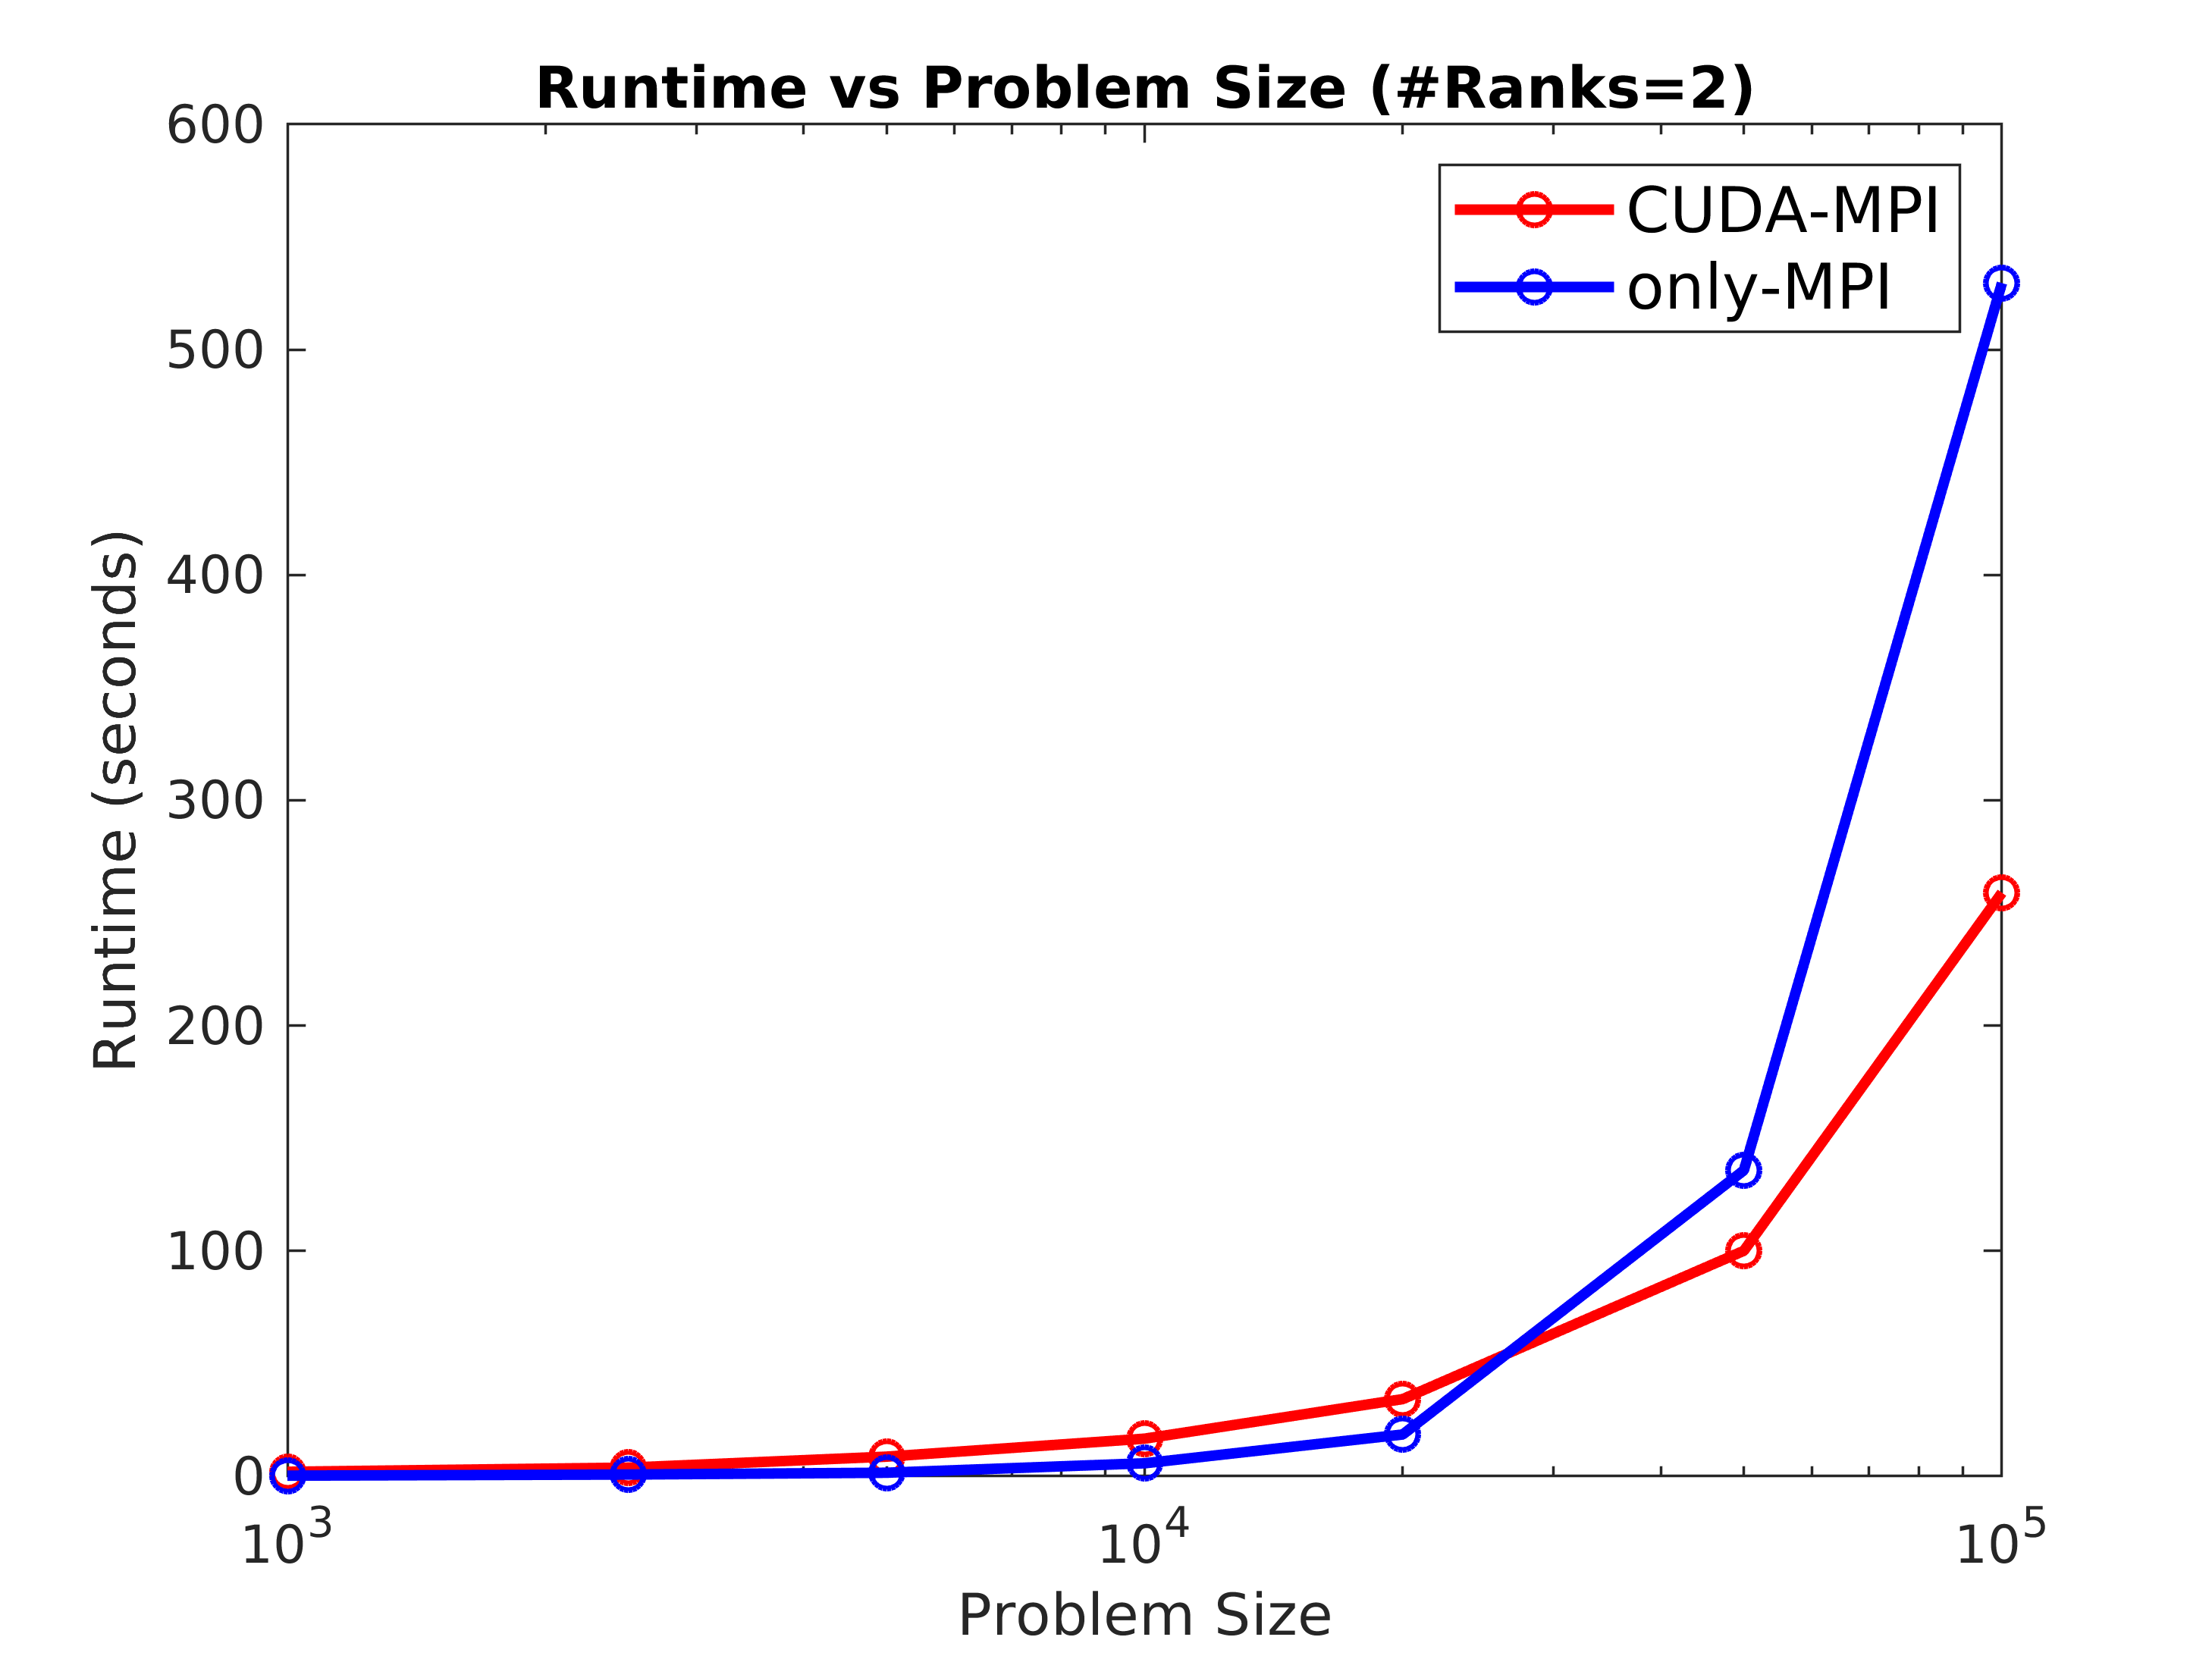 Runtime vs Problem Size (#Ranks=2)
600
500
400
300
200
100
0
Runtime (seconds)
CUDA-MPI
only-MPI
10³ 10⁴ 10⁵
Problem Size